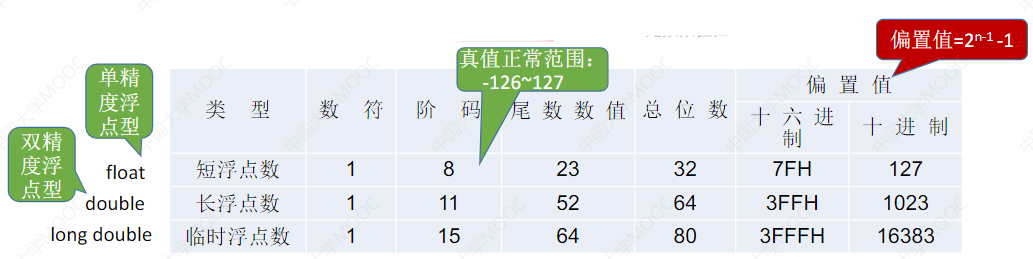 偏置值=2ⁿ⁻¹-1
真值正常范围：
-126~127
单精
度浮
点型
双精
度浮
点型
类 型 数 符 阶 码 尾 数 数 值 总 位 数 偏 置 值
十 六 进
制 十 进 制
float 短浮点数 1 8 23 32 7FH 127
double 长浮点数 1 11 52 64 3FFH 1023
long double 临时浮点数 1 15 64 80 3FFFH 16383